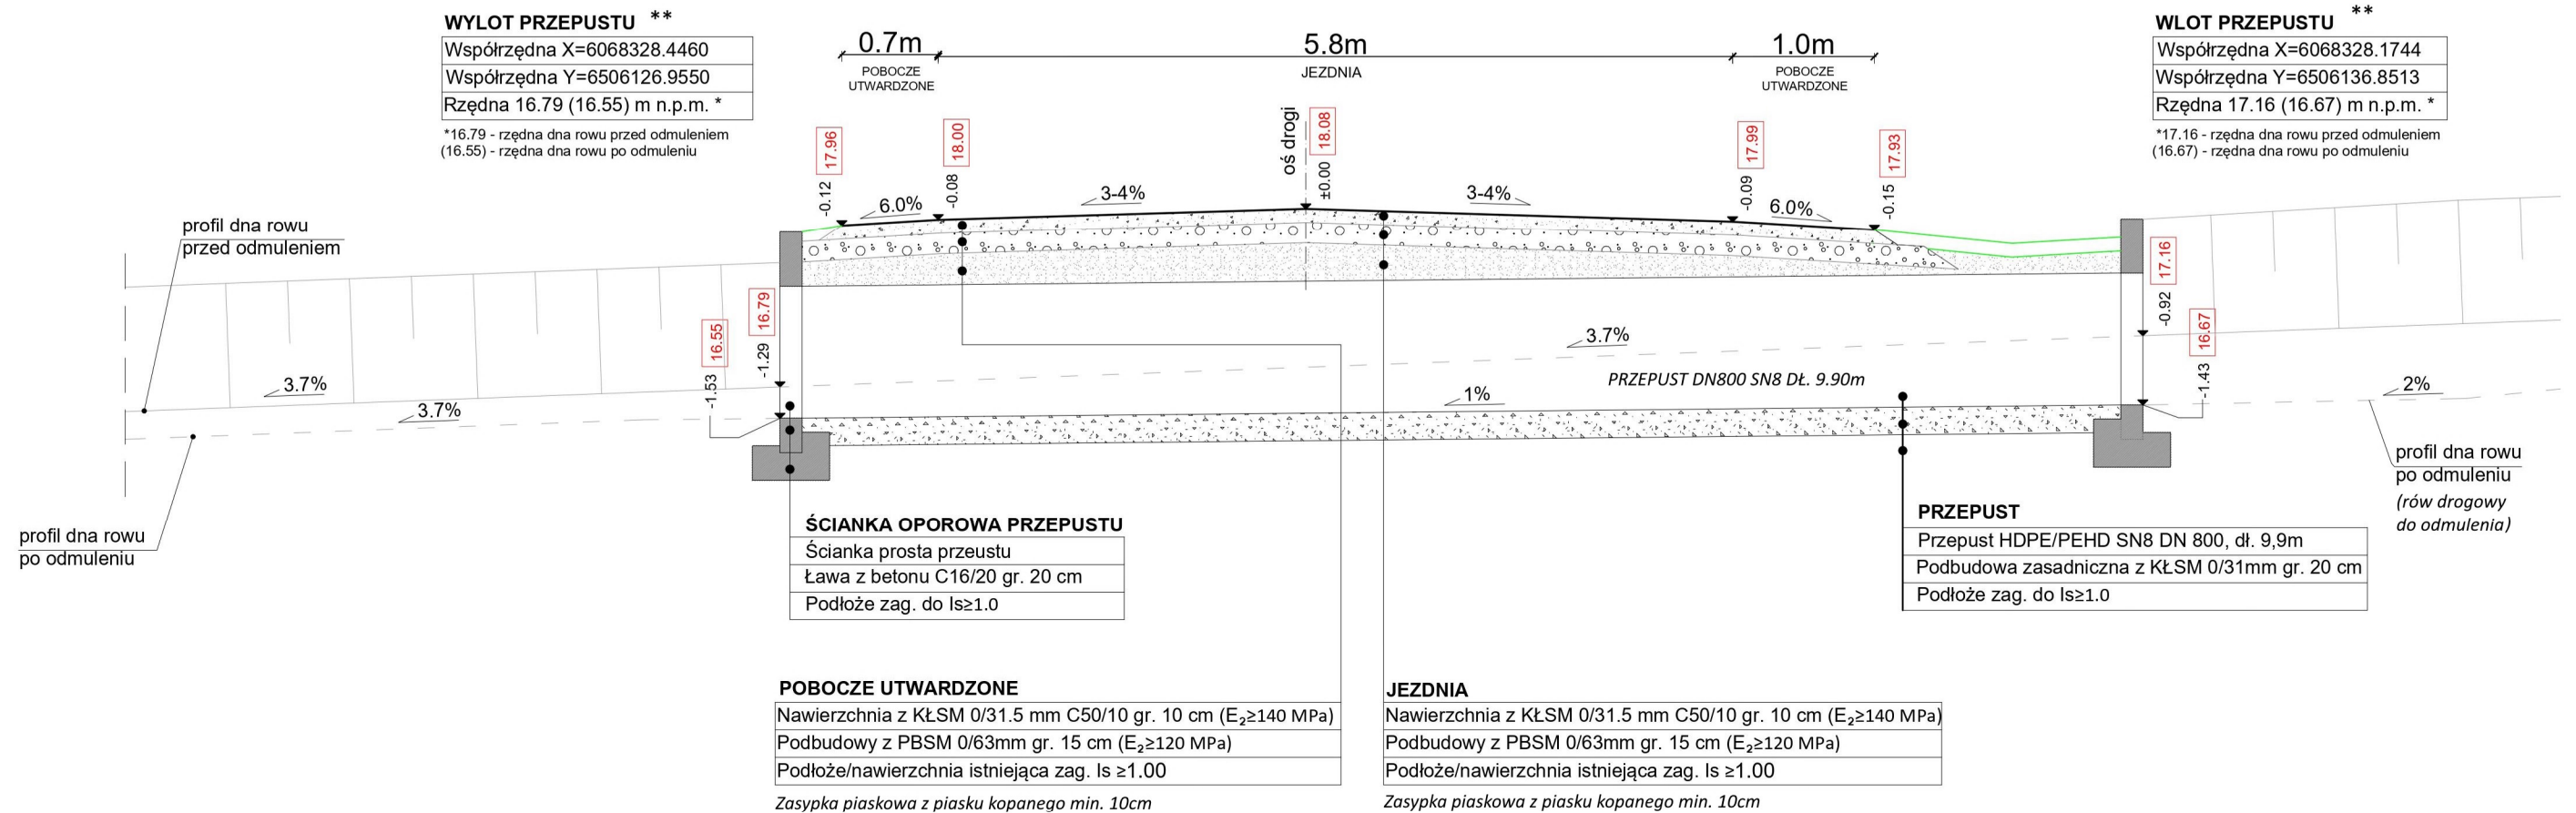 WYLOT PRZEPUSTU **
Współrzędna X=6068328.4460
Współrzędna Y=6506126.9550
Rzędna 16.79 (16.55) m n.p.m. *
*16.79 - rzędna dna rowu przed odmuleniem
(16.55) - rzędna dna rowu po odmuleniu
0.7m
POBOCZE
UTWARDZONE
5.8m
JEZDNIA
1.0m
POBOCZE
UTWARDZONE
WLOT PRZEPUSTU **
Współrzędna X=6068328.1744
Współrzędna Y=6506136.8513
Rzędna 17.16 (16.67) m n.p.m. *
*17.16 - rzędna dna rowu przed odmuleniem
(16.67) - rzędna dna rowu po odmuleniu
-0.12 17.96
-0.08 18.00
oś drogi
±0.00 18.08
-0.09 17.99
-0.15 17.93
6.0%
3-4%
3-4%
6.0%
profil dna rowu
przed odmuleniem
-1.53 16.55
-1.29 16.79
-0.92 17.16
-1.43 16.67
3.7%
3.7%
3.7%
PRZEPUST DN800 SN8 DŁ. 9.90m
1%
2%
profil dna rowu
po odmuleniu
profil dna rowu
po odmuleniu
(rów drogowy
do odmulenia)
ŚCIANKA OPOROWA PRZEPUSTU
Ścianka prosta przeustu
Ława z betonu C16/20 gr. 20 cm
Podłoże zag. do Is≥1.0
PRZEPUST
Przepust HDPE/PEHD SN8 DN 800, dł. 9,9m
Podbudowa zasadniczna z KŁSM 0/31mm gr. 20 cm
Podłoże zag. do Is≥1.0
POBOCZE UTWARDZONE
Nawierzchnia z KŁSM 0/31.5 mm C50/10 gr. 10 cm (E₂≥140 MPa)
Podbudowy z PBSM 0/63mm gr. 15 cm (E₂≥120 MPa)
Podłoże/nawierzchnia istniejąca zag. Is ≥1.00
Zasypka piaskowa z piasku kopanego min. 10cm
JEZDNIA
Nawierzchnia z KŁSM 0/31.5 mm C50/10 gr. 10 cm (E₂≥140 MPa)
Podbudowy z PBSM 0/63mm gr. 15 cm (E₂≥120 MPa)
Podłoże/nawierzchnia istniejąca zag. Is ≥1.00
Zasypka piaskowa z piasku kopanego min. 10cm